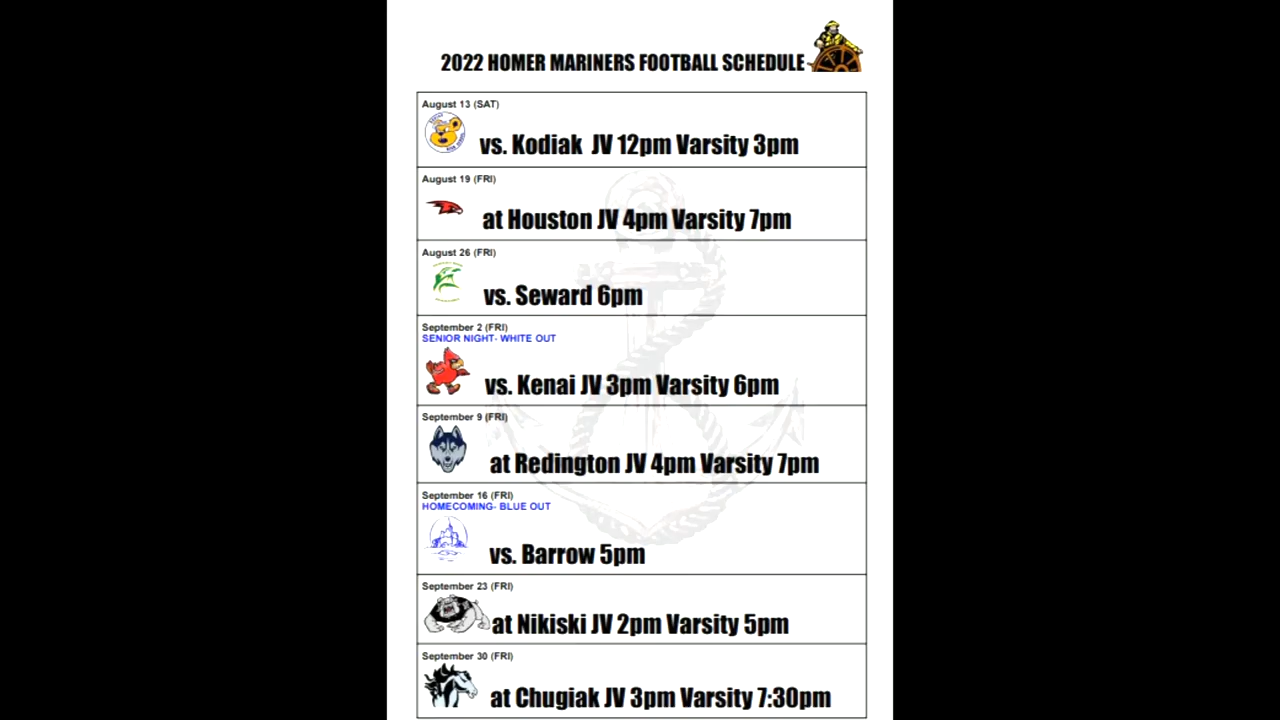 2022 HOMER MARINERS FOOTBALL SCHEDULE
August 13 (SAT)
vs. Kodiak JV 12pm Varsity 3pm
August 19 (FRI)
at Houston JV 4pm Varsity 7pm
August 26 (FRI)
vs. Seward 6pm
September 2 (FRI)
SENIOR NIGHT- WHITE OUT
vs. Kenai JV 3pm Varsity 6pm
September 9 (FRI)
at Redington JV 4pm Varsity 7pm
September 16 (FRI)
HOMECOMING- BLUE OUT
vs. Barrow 5pm
September 23 (FRI)
at Nikiski JV 2pm Varsity 5pm
September 30 (FRI)
at Chugiak JV 3pm Varsity 7:30pm